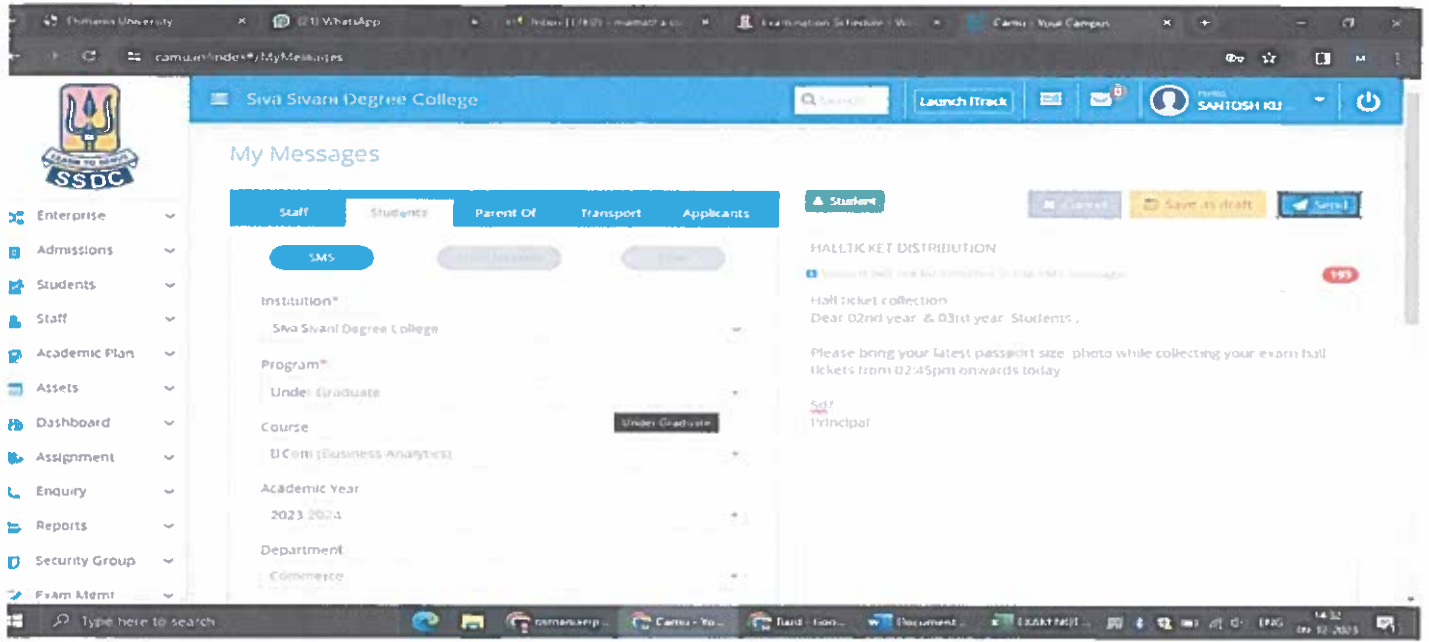 Osmania University
(21) WhatsApp
Examination Schedule
Camu - Your Campus
camu.in/index#/MyMessages
M
Siva Sivani Degree College
Search
Launch ITrack
SANTOSH KU
LEARN TO SERVE
SSDC
My Messages
Staff
Students
Parent Of
Transport
Applicants
Student
Cancel
Save as draft
Send
Enterprise
Admissions
Students
Staff
Academic Plan
Assets
Dashboard
Assignment
Enquiry
Reports
Security Group
Exam Mgmt
SMS
Institution*
Siva Sivani Degree College
Program*
Under Graduate
Under Graduate
Course
B.Com (Business Analytics)
Academic Year
2023-2024
Department
Commerce
HALLTICKET DISTRIBUTION
193
Hall ticket collection
Dear 02nd year & 03rd year Students ,
Please bring your latest passport size photo while collecting your exam hall
tickets from 02:45pm onwards today
Sd/
Principal
Type here to search
Camu - Yo...
Bard - Goo...
Document...
ENG
14:32